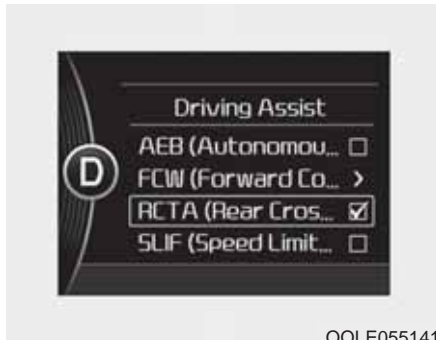 Driving Assist
AEB (Autonomou...
D
FCW (Forward Co... >
RCTA (Rear Cros...
SLIF (Speed Limit...
OQLE055141